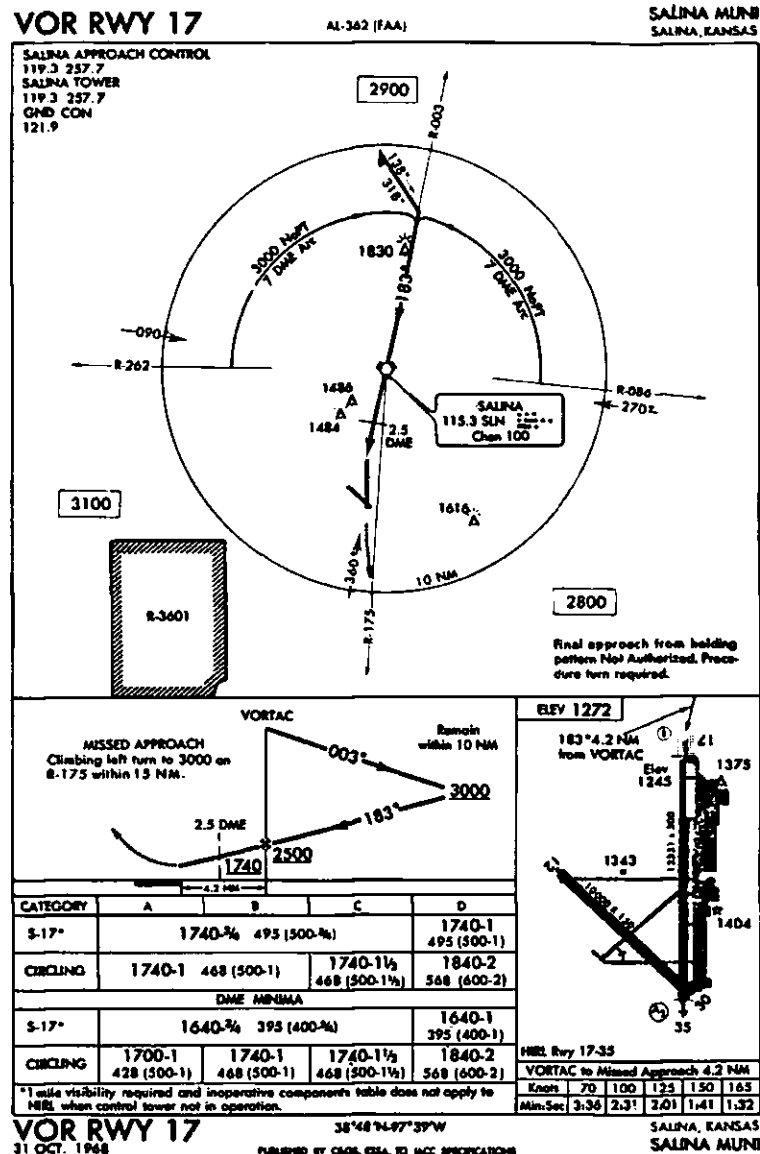 VOR RWY 17
AL-362 (FAA)
SALINA MUNI
SALINA, KANSAS
SALINA APPROACH CONTROL
119.3 257.7
SALINA TOWER
119.3 257.7
GND CON
121.9
2900
R-003
138°
318°
1830
3000 NoPT
7 DME Arc
3000 NoPT
7 DME Arc
183°
090
R-262
R-086
270°
1486
1484
2.5
DME
SALINA
115.3 SLN
Chan 100
3100
1616
R-3601
360°
10 NM
R-175
2800
Final approach from holding
pattern Not Authorized. Proce-
dure turn required.
VORTAC
MISSED APPROACH
Climbing left turn to 3000 on
R-175 within 15 NM.
Remain
within 10 NM
003°
3000
183°
2.5 DME
2500
1740
4.2 NM
ELEV 1272
183° 4.2 NM
from VORTAC
17
21
Elev
1245
1375
1343
1404
35
HIRL Rwy 17-35
CATEGORY A B C D
S-17* 1740-¾ 495 (500-¾) 1740-1 495 (500-1)
CIRCLING 1740-1 468 (500-1) 1740-1½ 468 (500-1½) 1840-2 568 (600-2)
DME MINIMA
S-17* 1640-¾ 395 (400-¾) 1640-1 395 (400-1)
CIRCLING 1700-1 428 (500-1) 1740-1 468 (500-1) 1740-1½ 468 (500-1½) 1840-2 568 (600-2)
*1 mile visibility required and inoperative components table does not apply to
HIRL when control tower not in operation.
VORTAC to Missed Approach 4.2 NM
Knots 70 100 125 150 165
Min:Sec 3:36 2:31 2:01 1:41 1:32
VOR RWY 17
31 OCT. 1968
38°48'N-97°39'W
PUBLISHED BY C&GS, ESSA, TO IACC SPECIFICATIONS
SALINA, KANSAS
SALINA MUNI